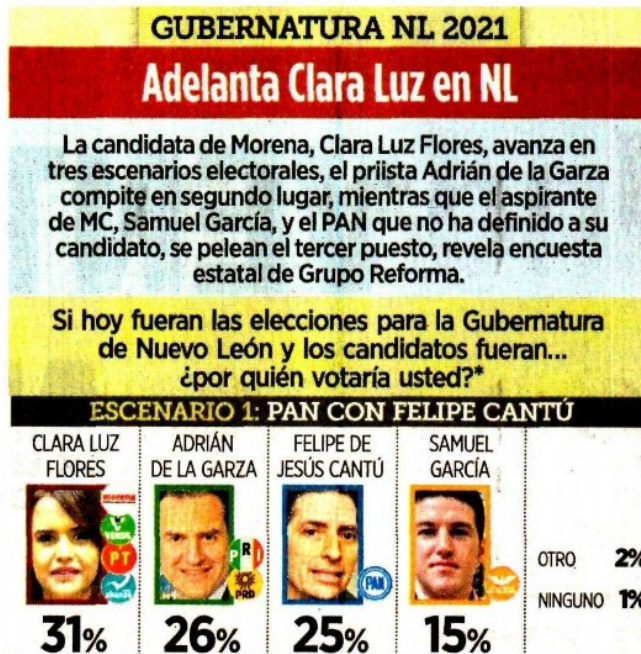 GUBERNATURA NL 2021
Adelanta Clara Luz en NL
La candidata de Morena, Clara Luz Flores, avanza en
tres escenarios electorales, el priista Adrián de la Garza
compite en segundo lugar, mientras que el aspirante
de MC, Samuel García, y el PAN que no ha definido a su
candidato, se pelean el tercer puesto, revela encuesta
estatal de Grupo Reforma.
Si hoy fueran las elecciones para la Gubernatura
de Nuevo León y los candidatos fueran...
¿por quién votaría usted?*
ESCENARIO 1: PAN CON FELIPE CANTÚ
CLARA LUZ
FLORES
morena
VERDE
PT
31%
ADRIÁN
DE LA GARZA
PRI
PRD
26%
FELIPE DE
JESÚS CANTÚ
PAN
25%
SAMUEL
GARCÍA
15%
OTRO 2%
NINGUNO 1%